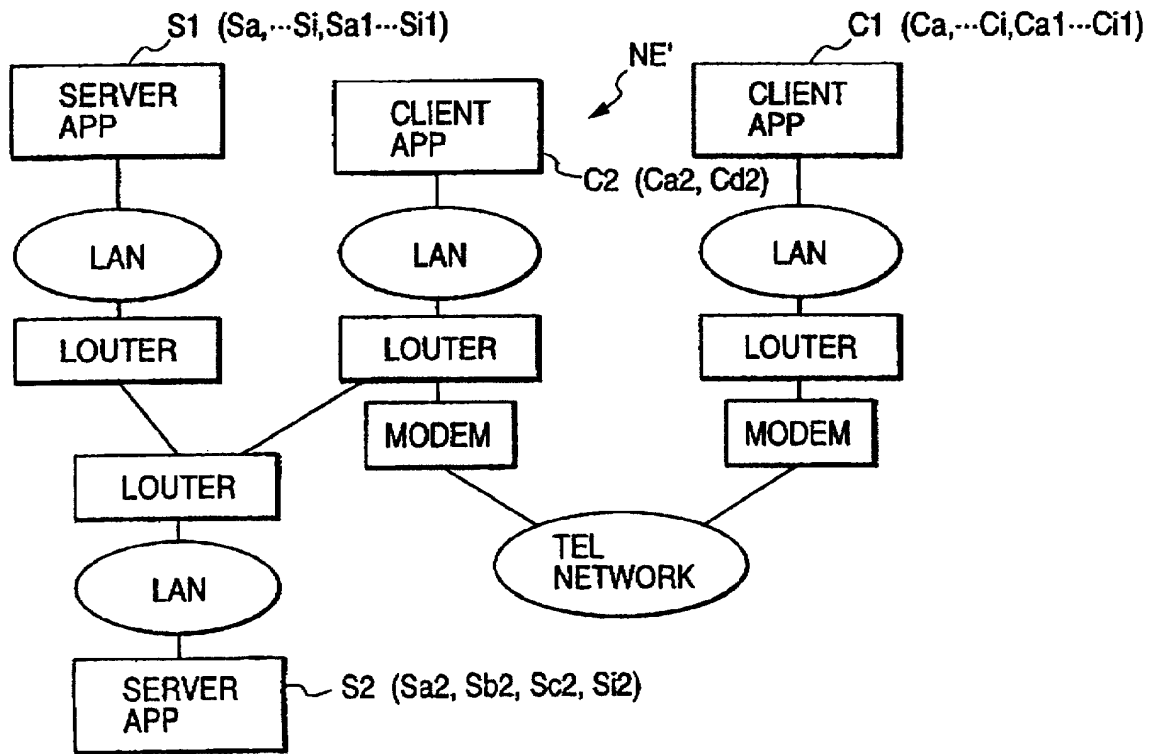 S1 (Sa,···Si,Sa1···Si1)
C1 (Ca,···Ci,Ca1···Ci1)
NE'
SERVER
APP
CLIENT
APP
CLIENT
APP
C2 (Ca2, Cd2)
LAN
LAN
LAN
LOUTER
LOUTER
LOUTER
MODEM
MODEM
LOUTER
TEL
NETWORK
LAN
SERVER
APP
S2 (Sa2, Sb2, Sc2, Si2)